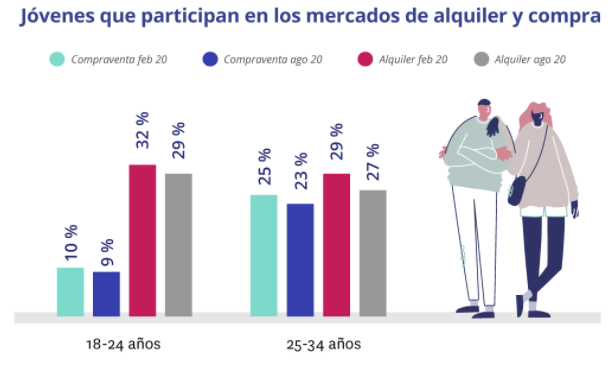 Jóvenes que participan en los mercados de alquiler y compra
Compraventa feb 20 Compraventa ago 20 Alquiler feb 20 Alquiler ago 20
10 % 9 % 32 % 29 % 25 % 23 % 29 % 27 %
18-24 años 25-34 años